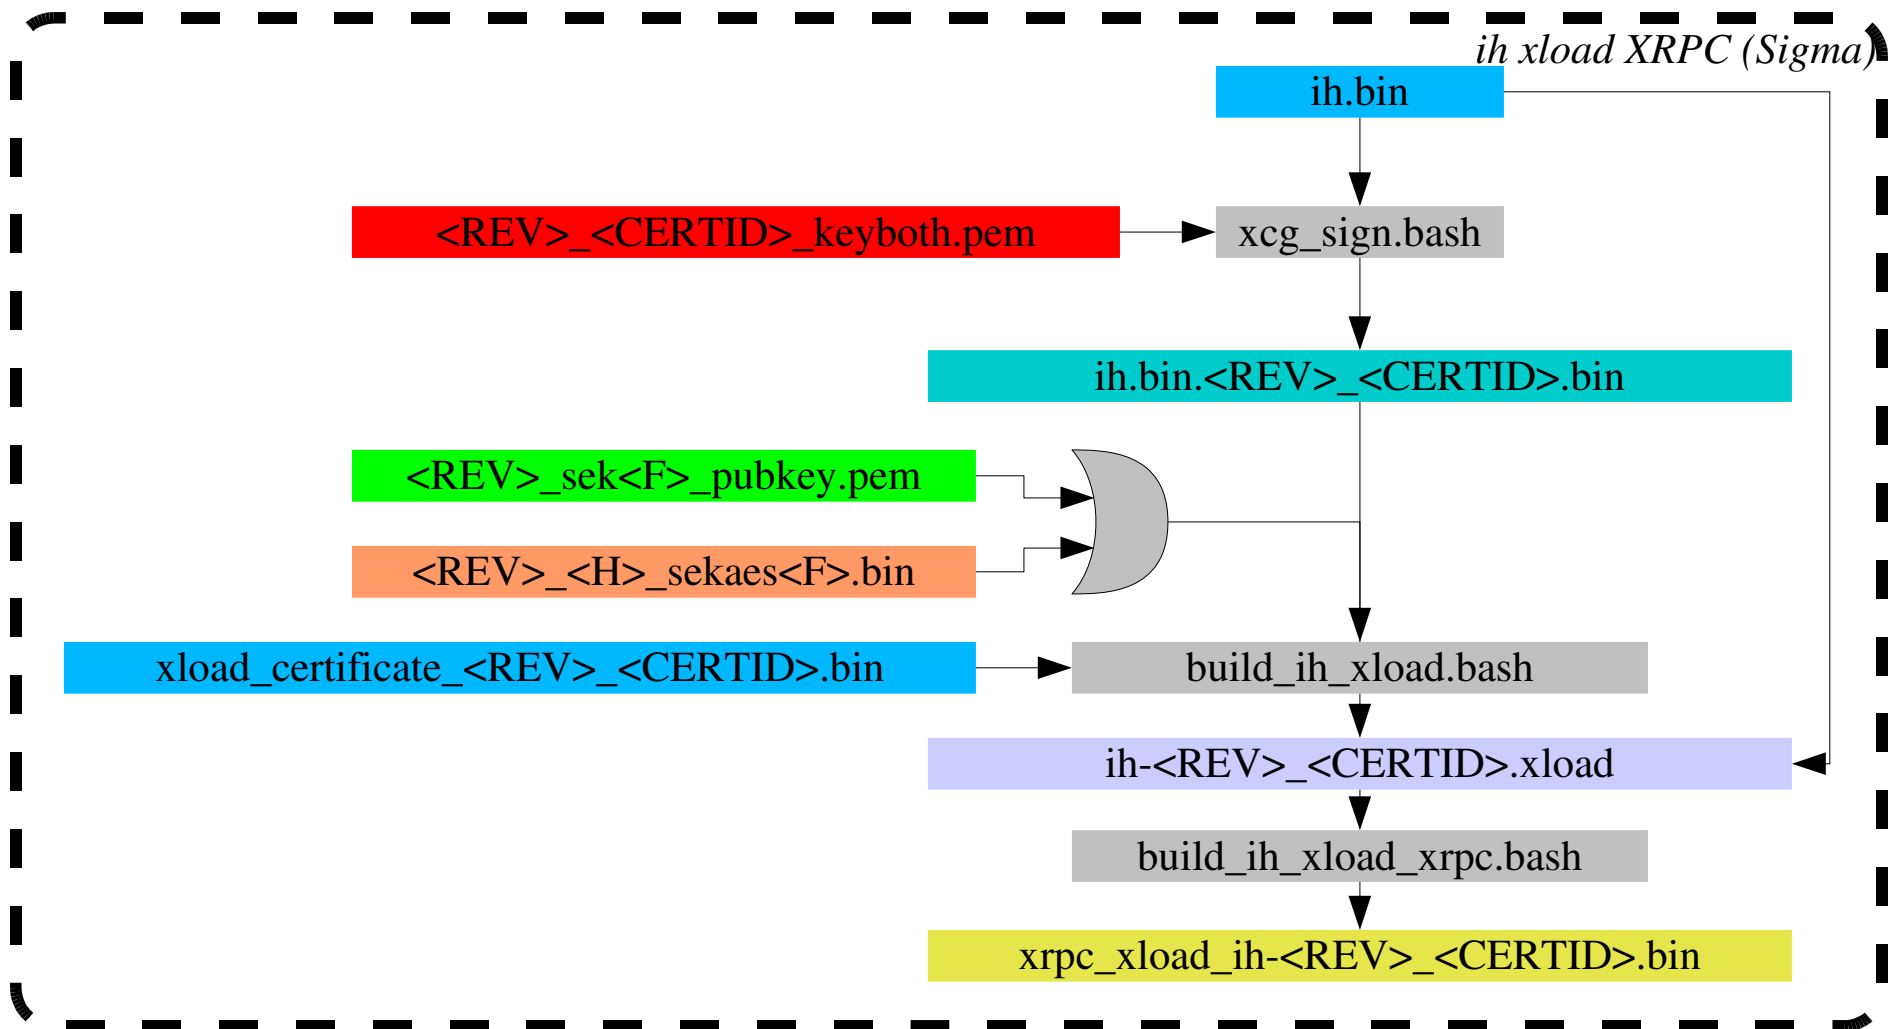 ih xload XRPC (Sigma)
ih.bin
<REV>_<CERTID>_keyboth.pem
xcg_sign.bash
ih.bin.<REV>_<CERTID>.bin
<REV>_sek<F>_pubkey.pem
<REV>_<H>_sekaes<F>.bin
xload_certificate_<REV>_<CERTID>.bin
build_ih_xload.bash
ih-<REV>_<CERTID>.xload
build_ih_xload_xrpc.bash
xrpc_xload_ih-<REV>_<CERTID>.bin